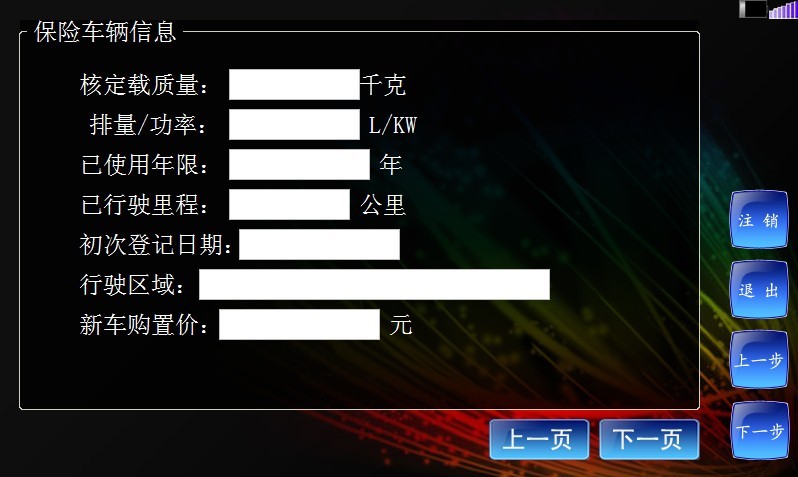 保险车辆信息
核定载质量： 千克
排量/功率： L/KW
已使用年限： 年
已行驶里程： 公里
初次登记日期：
行驶区域：
新车购置价： 元
注 销
退 出
上一步
下一步
上一页 下一页